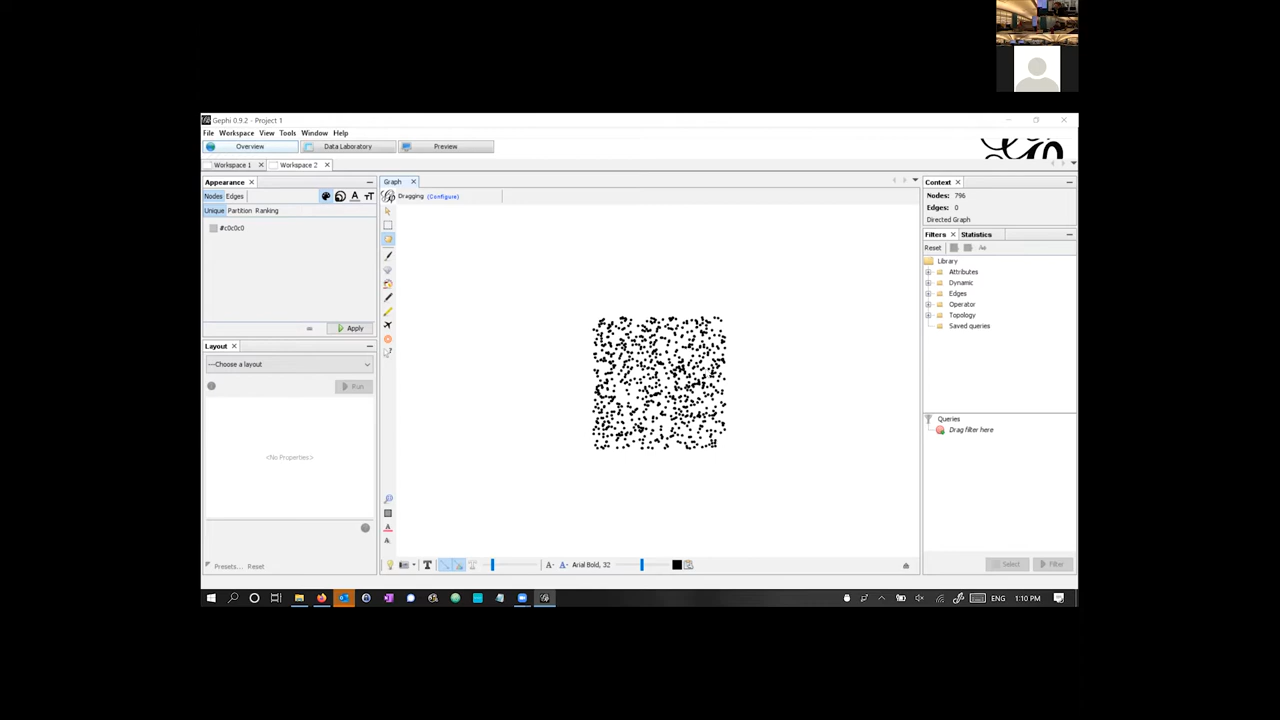 Gephi 0.9.2 - Project 1
File Workspace View Tools Window Help
Overview Data Laboratory Preview
Workspace 1 Workspace 2
Appearance Graph Context
Nodes Edges Dragging (Configure) Nodes: 796
Unique Partition Ranking Edges: 0
Directed Graph
#c0c0c0 Filters Statistics
Reset
Library
Attributes
Dynamic
Edges
Operator
Topology
Saved queries
Apply
Layout
---Choose a layout
Run
Queries
Drag filter here
<No Properties>
Presets... Reset Arial Bold, 32 Select Filter
ENG 1:10 PM